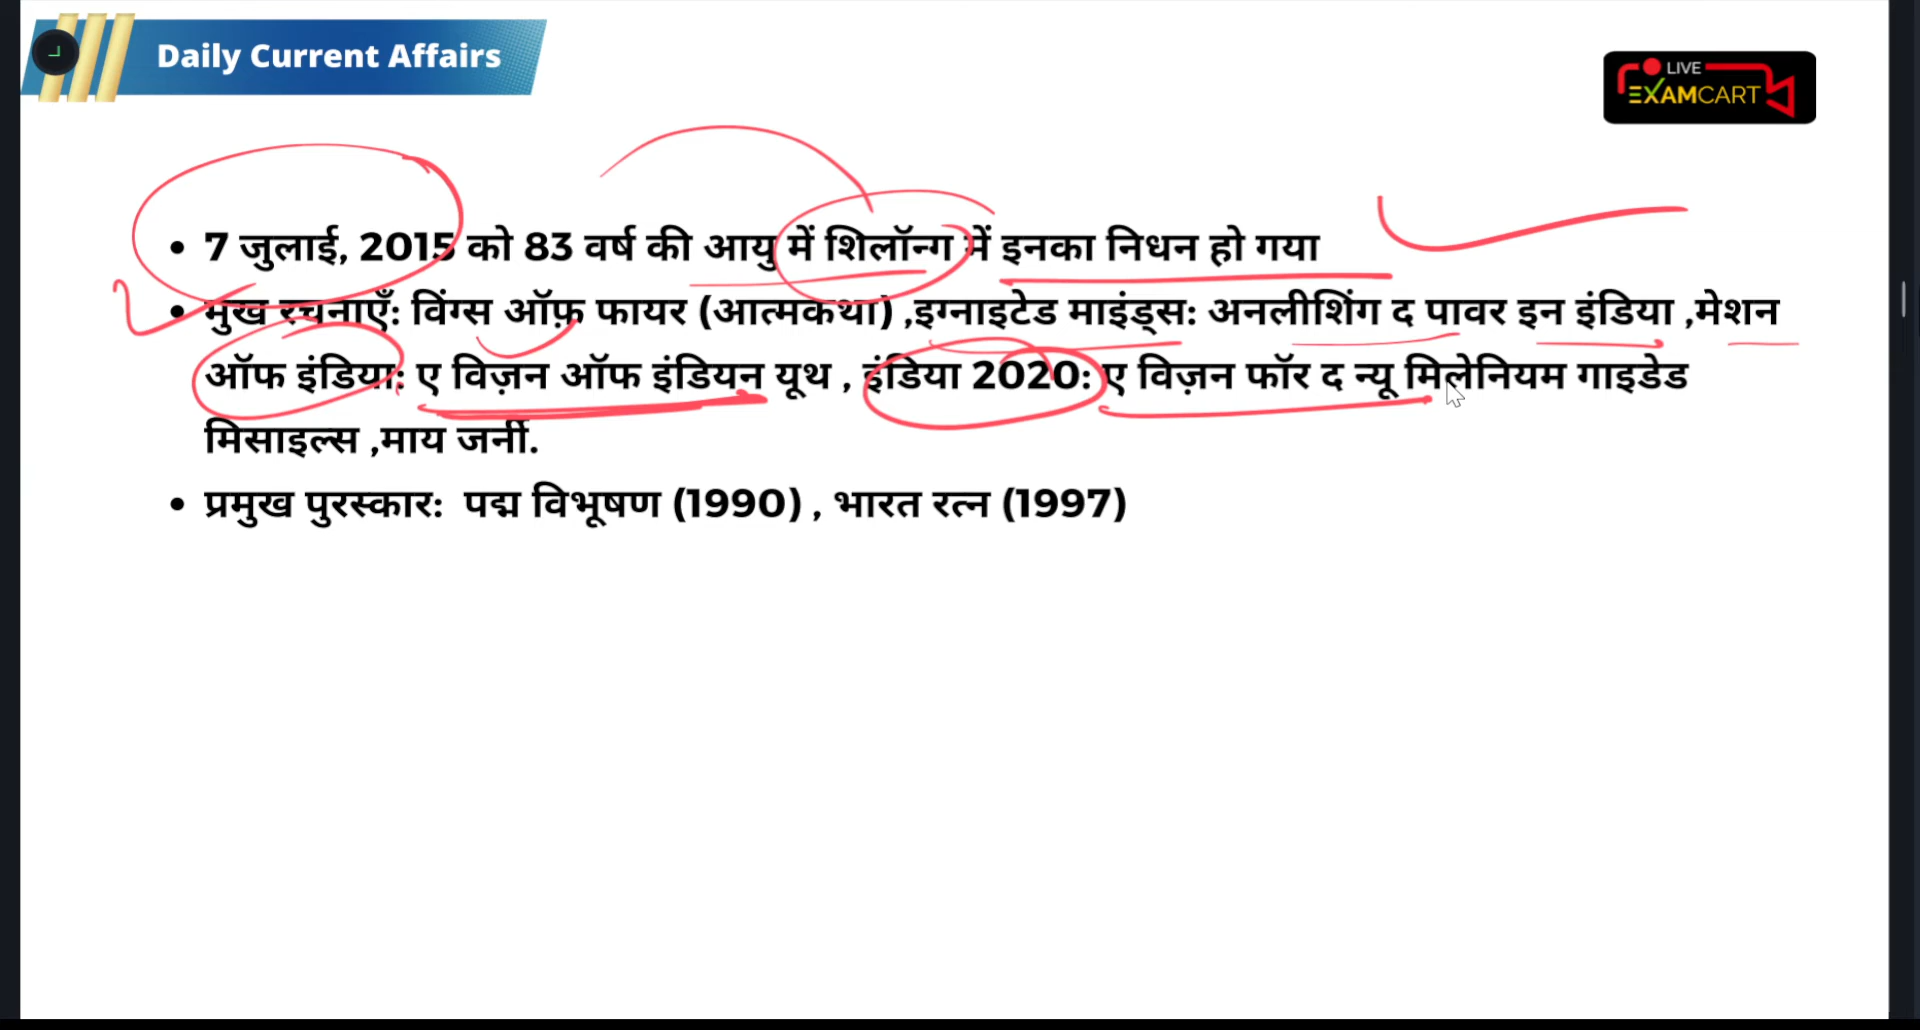 Daily Current Affairs
LIVE
EXAMCART
• 7 जुलाई, 2015 को 83 वर्ष की आयु में शिलॉन्ग में इनका निधन हो गया
• मुख रचनाएँ: विंग्स ऑफ़ फायर (आत्मकथा) ,इग्नाइटेड माइंड्स: अनलीशिंग द पावर इन इंडिया ,मेशन
ऑफ इंडिया: ए विज़न ऑफ इंडियन यूथ , इंडिया 2020: ए विज़न फॉर द न्यू मिलेनियम गाइडेड
मिसाइल्स ,माय जर्नी.
• प्रमुख पुरस्कार: पद्म विभूषण (1990) , भारत रत्न (1997)